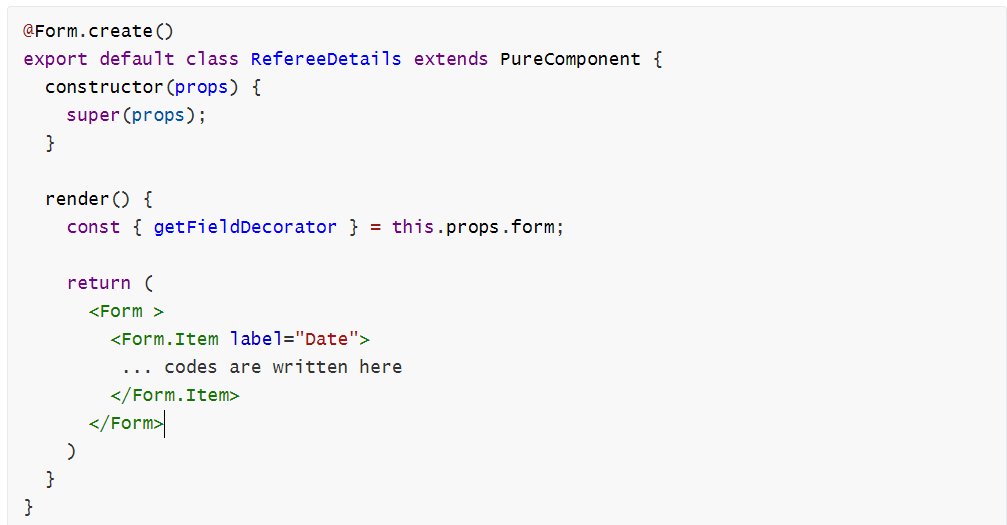 @Form.create()
export default class RefereeDetails extends PureComponent {
  constructor(props) {
    super(props);
  }

  render() {
    const { getFieldDecorator } = this.props.form;

    return (
      <Form >
        <Form.Item label="Date">
         ... codes are written here
        </Form.Item>
      </Form>
    )
  }
}